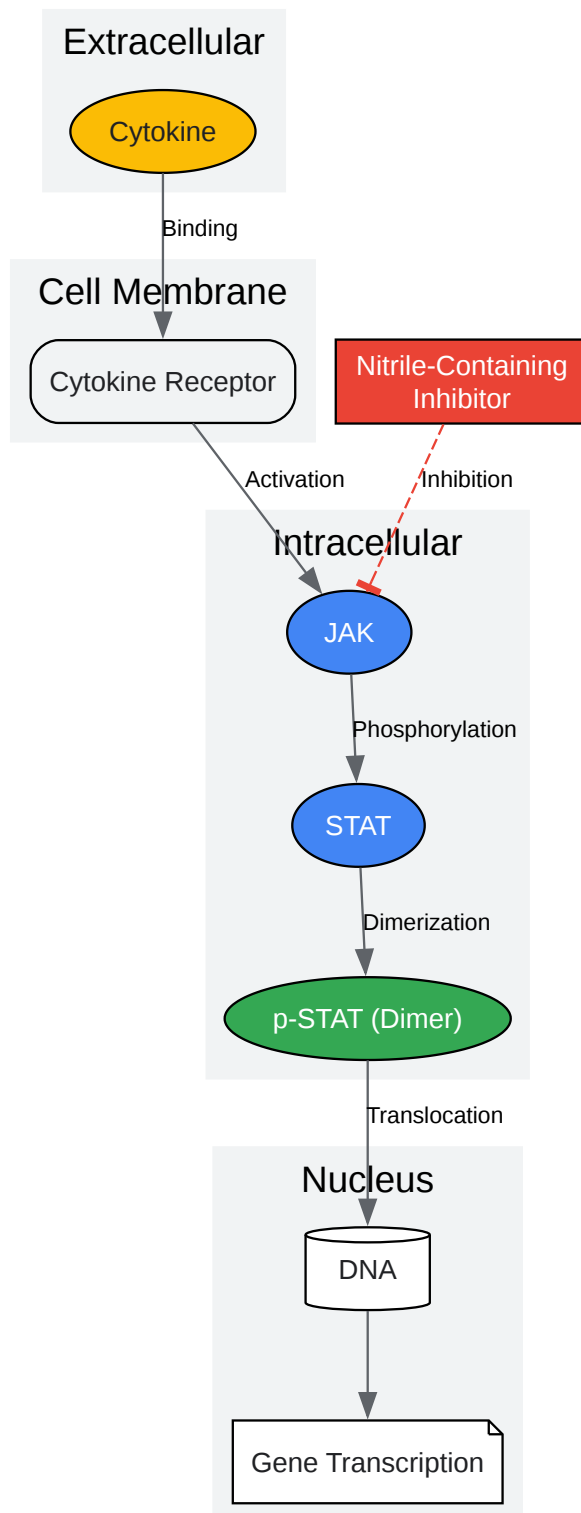 Extracellular
Cytokine
Binding
Cell Membrane
Cytokine Receptor
Nitrile-Containing
Inhibitor
Activation
Inhibition
Intracellular
JAK
Phosphorylation
STAT
Dimerization
p-STAT (Dimer)
Translocation
Nucleus
DNA
Gene Transcription